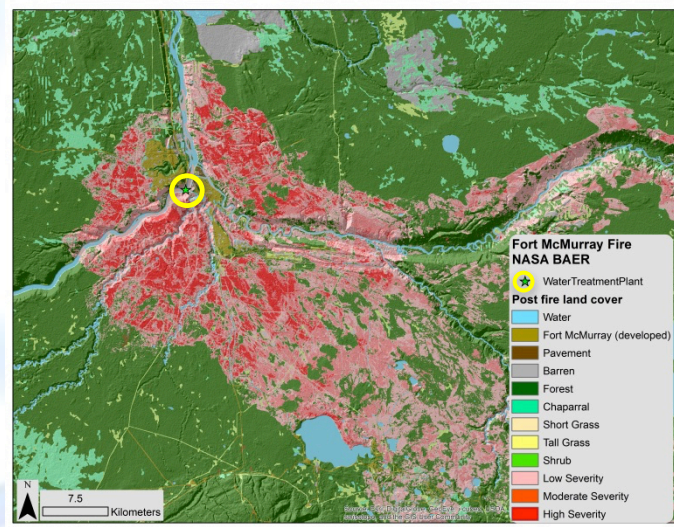 Fort McMurray Fire
NASA BAER
WaterTreatmentPlant
Post fire land cover
Water
Fort McMurray (developed)
Pavement
Barren
Forest
Chaparral
Short Grass
Tall Grass
Shrub
Low Severity
Moderate Severity
High Severity
N
7.5
Kilometers